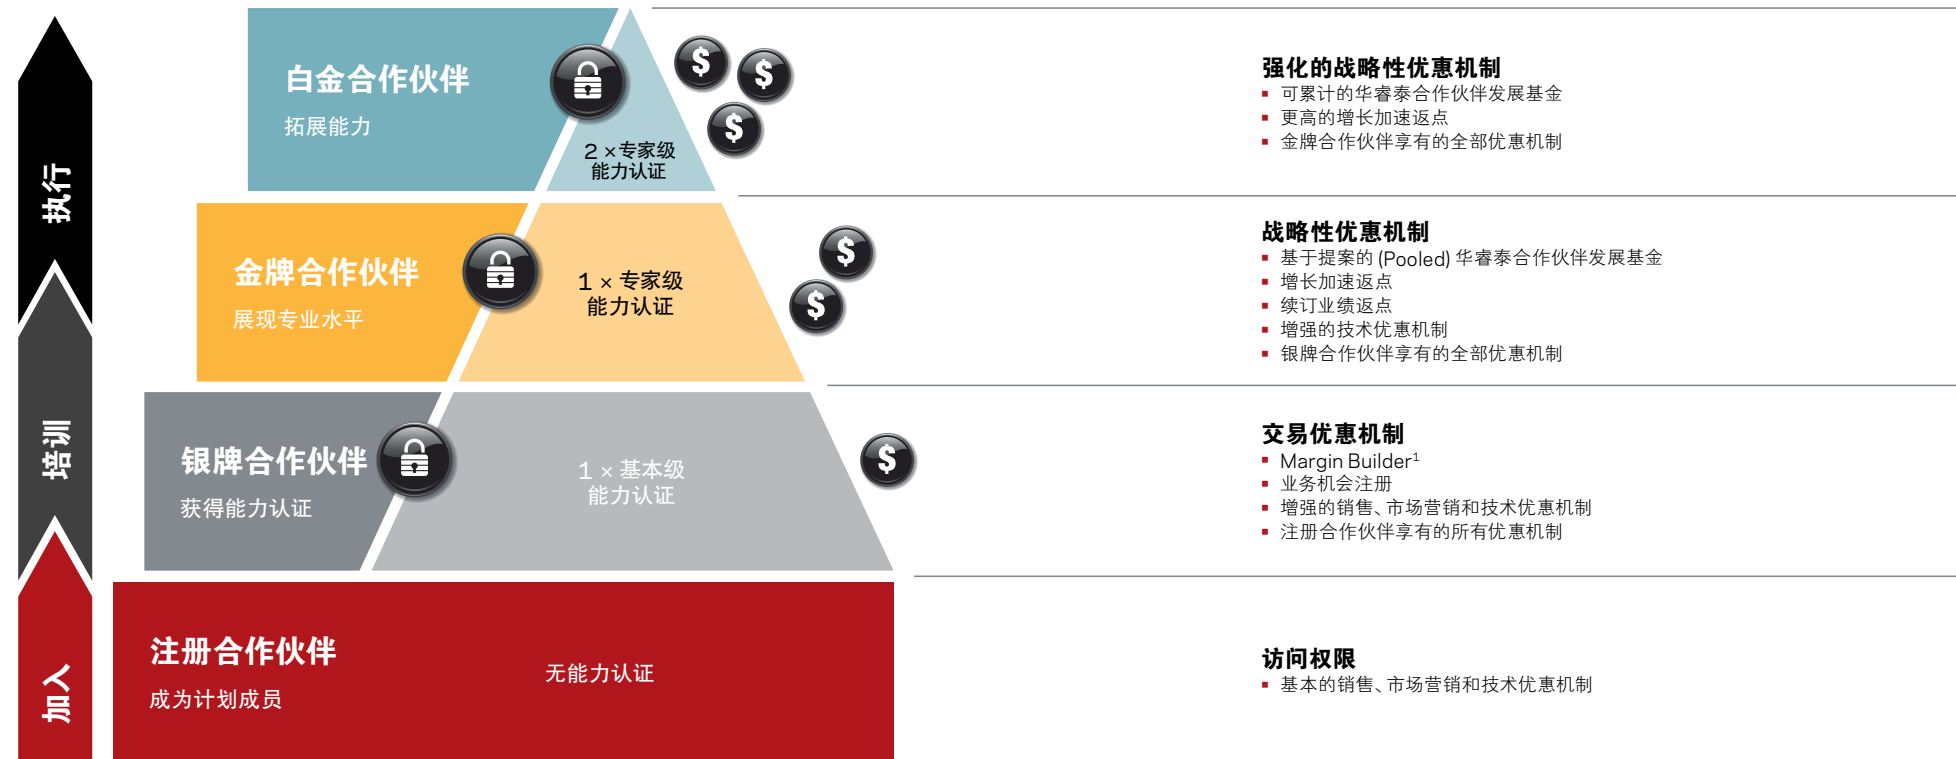 执行
培训
加入
白金合作伙伴
拓展能力
2 ×专家级
能力认证
强化的战略性优惠机制
▪ 可累计的华睿泰合作伙伴发展基金
▪ 更高的增长加速返点
▪ 金牌合作伙伴享有的全部优惠机制
金牌合作伙伴
展现专业水平
1 × 专家级
能力认证
战略性优惠机制
▪ 基于提案的 (Pooled) 华睿泰合作伙伴发展基金
▪ 增长加速返点
▪ 续订业绩返点
▪ 增强的技术优惠机制
▪ 银牌合作伙伴享有的全部优惠机制
银牌合作伙伴
获得能力认证
1 × 基本级
能力认证
交易优惠机制
▪ Margin Builder¹
▪ 业务机会注册
▪ 增强的销售、市场营销和技术优惠机制
▪ 注册合作伙伴享有的所有优惠机制
注册合作伙伴
成为计划成员
无能力认证
访问权限
▪ 基本的销售、市场营销和技术优惠机制
$
$
$
$
$
$